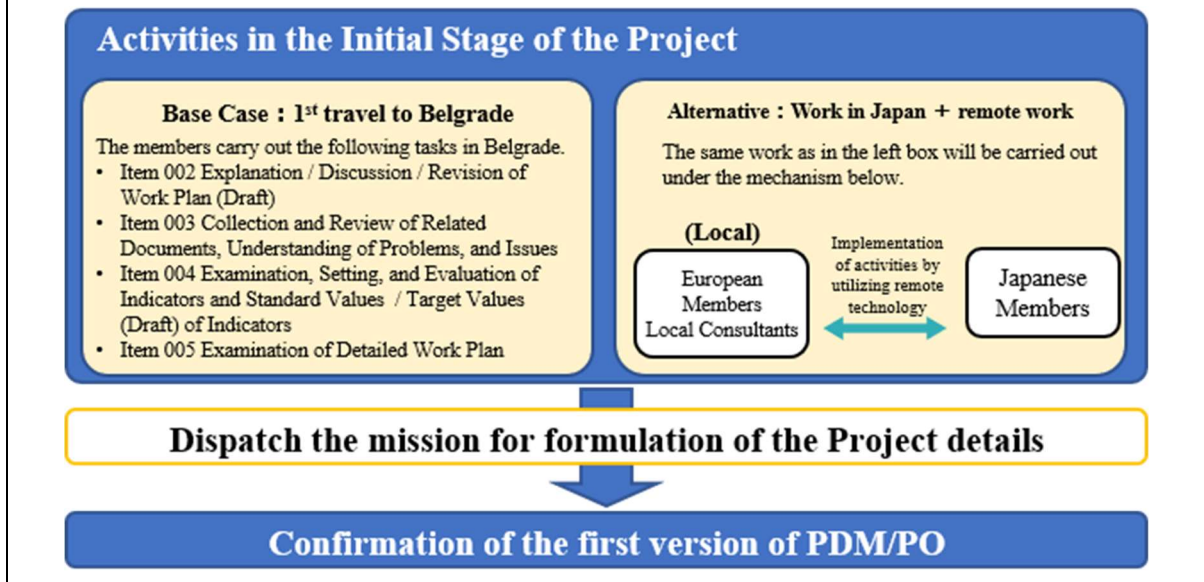 Activities in the Initial Stage of the Project
Base Case : 1st travel to Belgrade
The members carry out the following tasks in Belgrade.
• Item 002 Explanation / Discussion / Revision of
Work Plan (Draft)
• Item 003 Collection and Review of Related
Documents, Understanding of Problems, and Issues
• Item 004 Examination, Setting, and Evaluation of
Indicators and Standard Values / Target Values
(Draft) of Indicators
• Item 005 Examination of Detailed Work Plan
Alternative : Work in Japan + remote work
The same work as in the left box will be carried out
under the mechanism below.
(Local)
European
Members
Local Consultants
Implementation
of activities by
utilizing remote
technology
Japanese
Members
Dispatch the mission for formulation of the Project details
Confirmation of the first version of PDM/PO